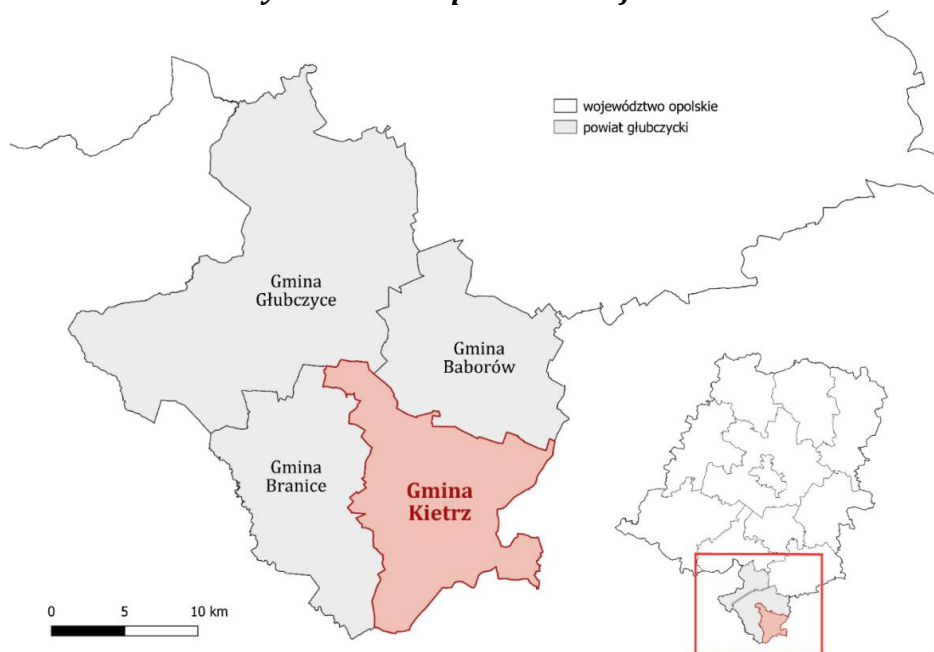 województwo opolskie
powiat głubczycki
Gmina
Głubczyce
Gmina
Baborów
Gmina
Branice
Gmina
Kietrz
0 5 10 km